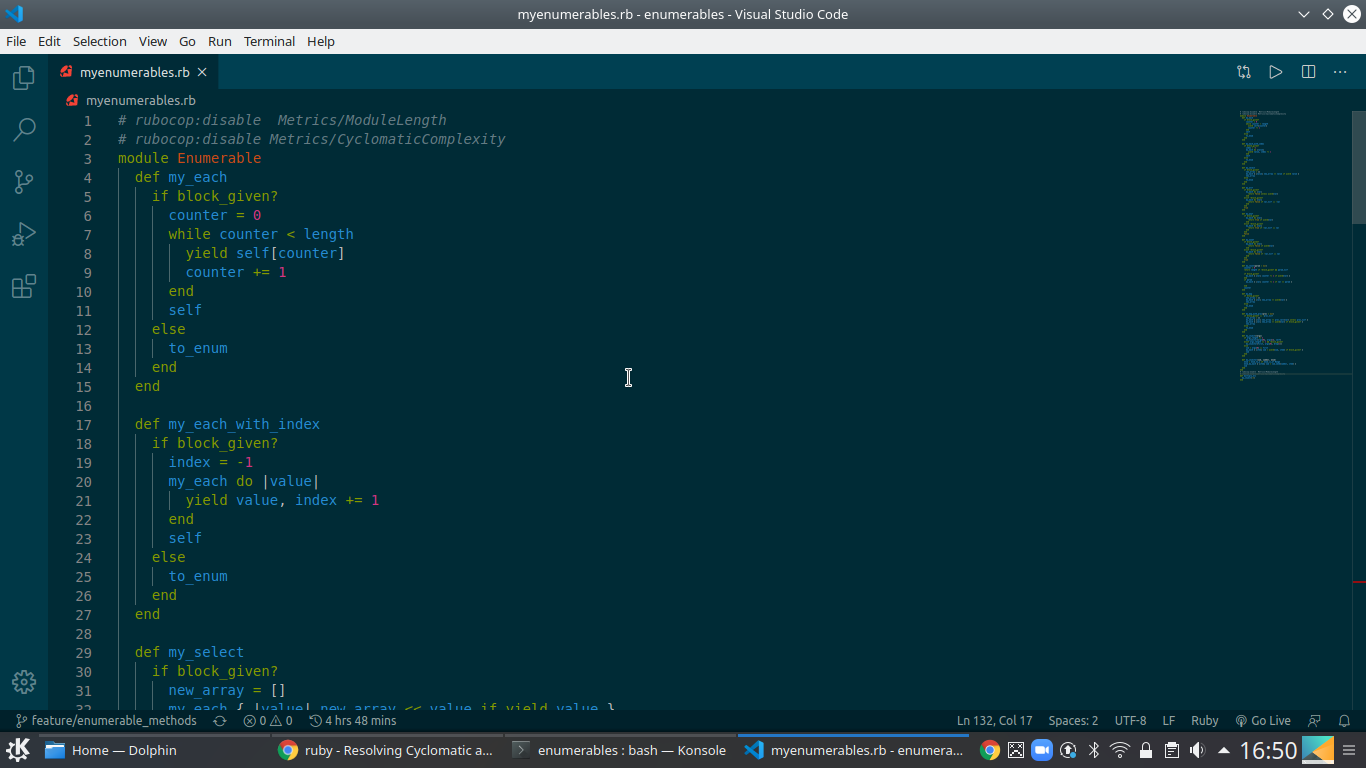 myenumerables.rb - enumerables - Visual Studio Code
File Edit Selection View Go Run Terminal Help
myenumerables.rb
myenumerables.rb
1 # rubocop:disable  Metrics/ModuleLength
2 # rubocop:disable Metrics/CyclomaticComplexity
3 module Enumerable
4   def my_each
5     if block_given?
6       counter = 0
7       while counter < length
8         yield self[counter]
9         counter += 1
10       end
11       self
12     else
13       to_enum
14     end
15   end
16
17   def my_each_with_index
18     if block_given?
19       index = -1
20       my_each do |value|
21         yield value, index += 1
22       end
23       self
24     else
25       to_enum
26     end
27   end
28
29   def my_select
30     if block_given?
31       new_array = []
32       my_each { |value| new_array << value if yield value }
feature/enumerable_methods 0 0 4 hrs 48 mins Ln 132, Col 17 Spaces: 2 UTF-8 LF Ruby Go Live
Home — Dolphin ruby - Resolving Cyclomatic a... enumerables : bash — Konsole myenumerables.rb - enumera... 16:50